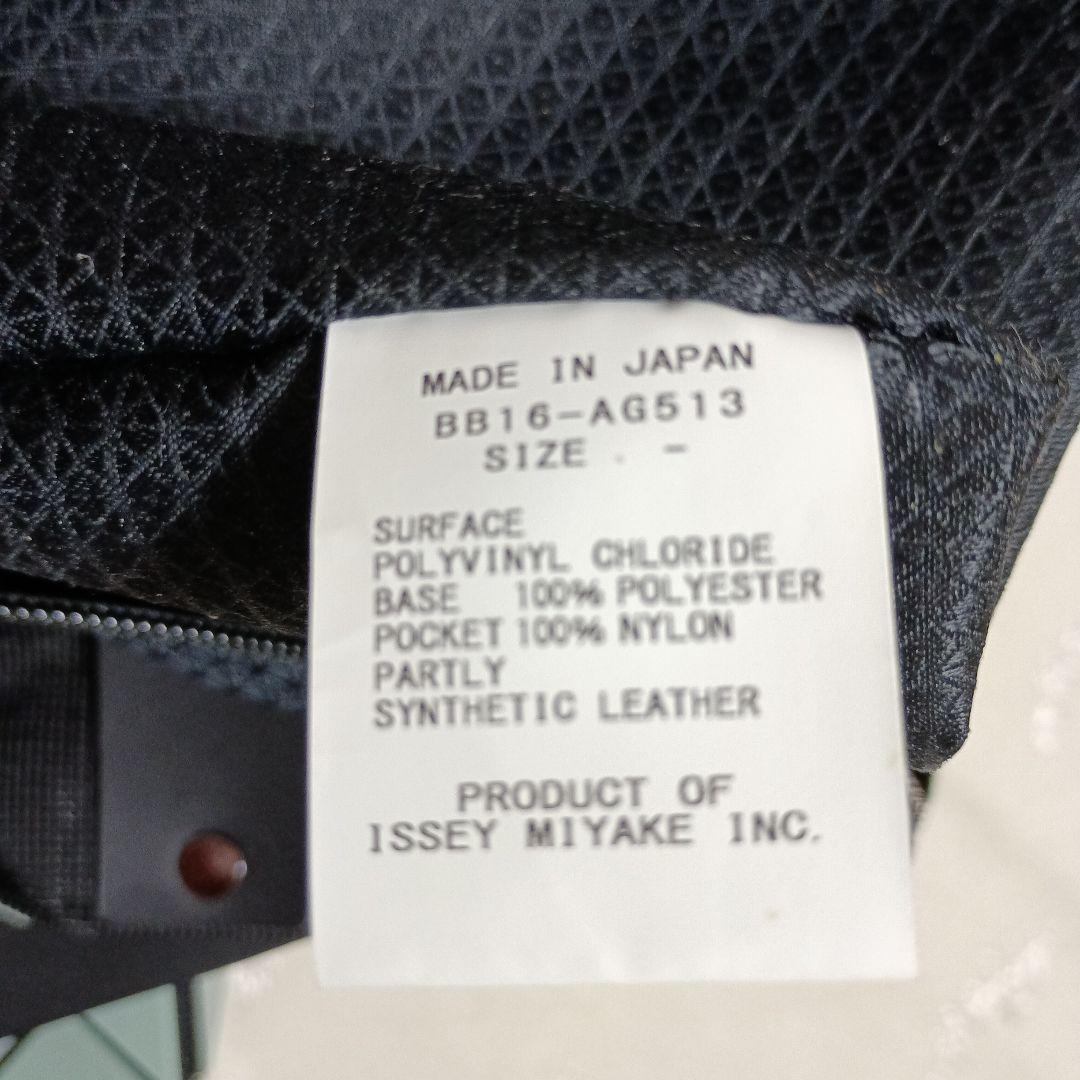 MADE IN JAPAN
BB16-AG513
SIZE . -
SURFACE
POLYVINYL CHLORIDE
BASE 100% POLYESTER
POCKET 100% NYLON
PARTLY
SYNTHETIC LEATHER
PRODUCT OF
ISSEY MIYAKE INC.